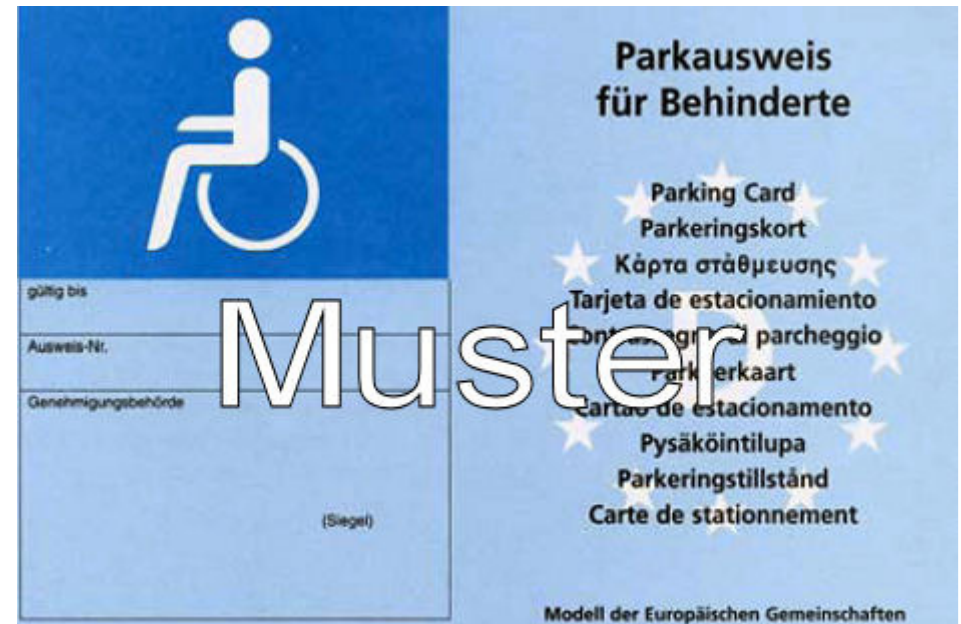 Parkausweis
für Behinderte
Parking Card
Parkeringskort
Κάρτα στάθμευσης
Tarjeta de estacionamiento
parcheggio
Cartão de estacionamento
Pysäköintilupa
Parkeringstillstånd
Carte de stationnement
Modell der Europäischen Gemeinschaften
gültig bis
Ausweis-Nr.
Genehmigungsbehörde
(Siegel)
Muster
D